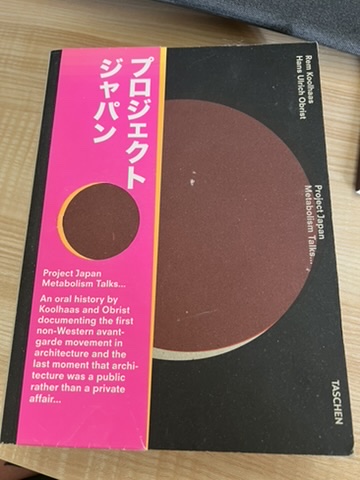 プロジェクト
ジャパン
Rem Koolhaas
Hans Ulrich Obrist
Project Japan
Metabolism Talks...
Project Japan
Metabolism Talks...
An oral history by
Koolhaas and Obrist
documenting the first
non-Western avant-
garde movement in
architecture and the
last moment that archi-
tecture was a public
rather than a private
affair...
TASCHEN